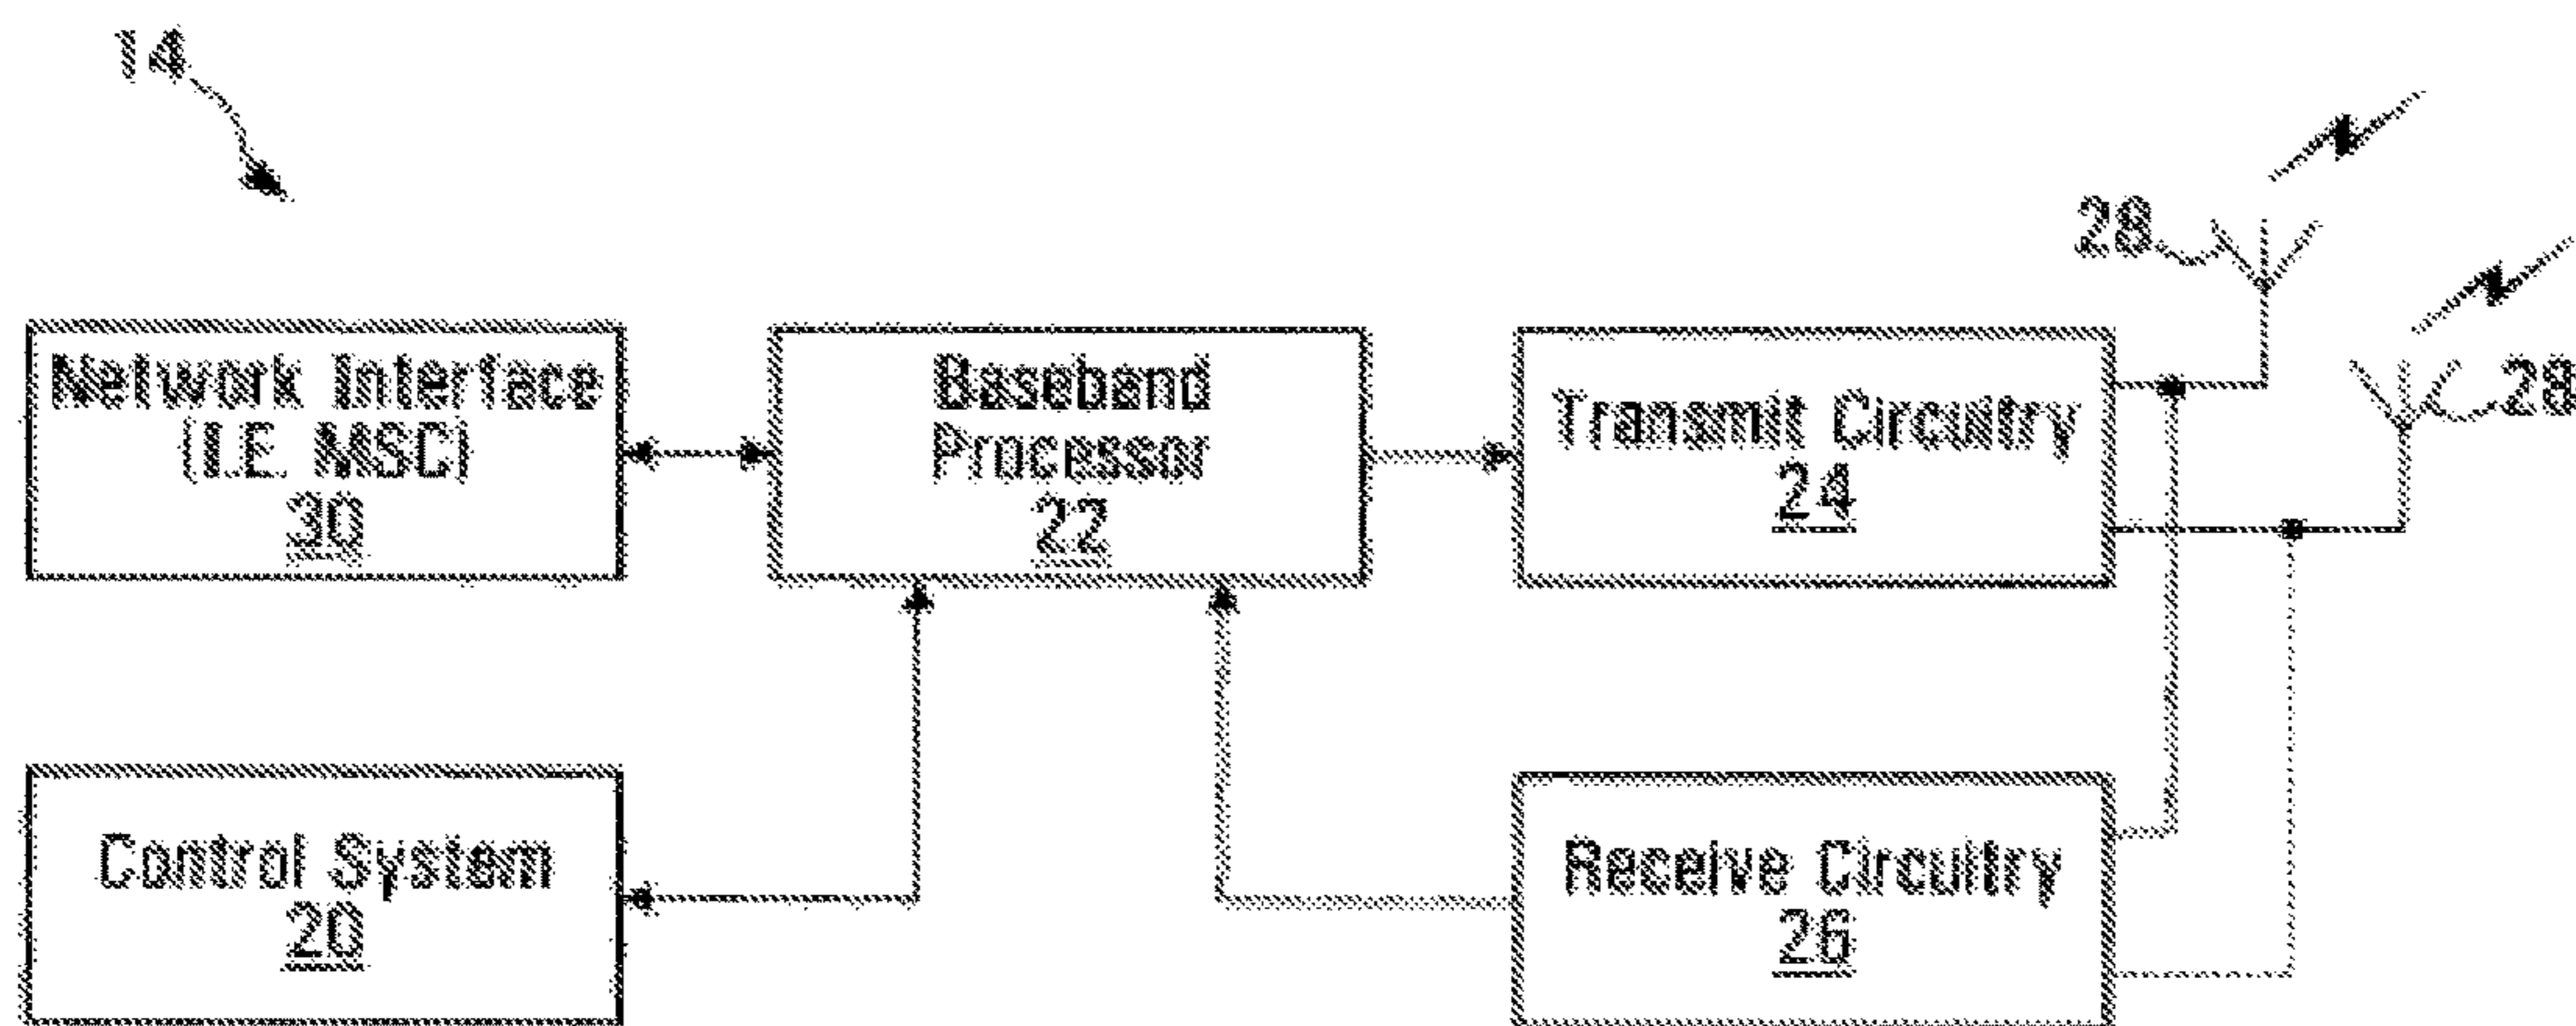 14
28
28
Network Interface
(I.E. MSC)
30
Baseband
Processor
22
Transmit Circuitry
24
Control System
20
Receive Circuitry
26